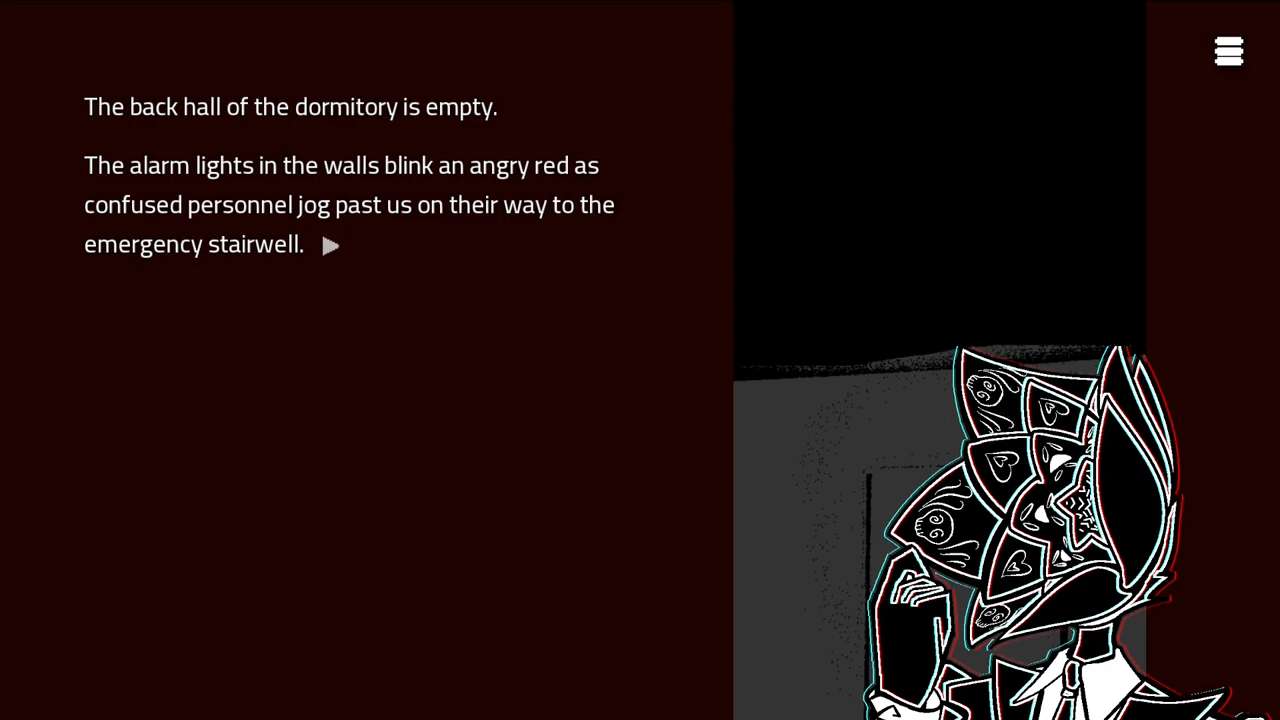 The back hall of the dormitory is empty.
The alarm lights in the walls blink an angry red as
confused personnel jog past us on their way to the
emergency stairwell.